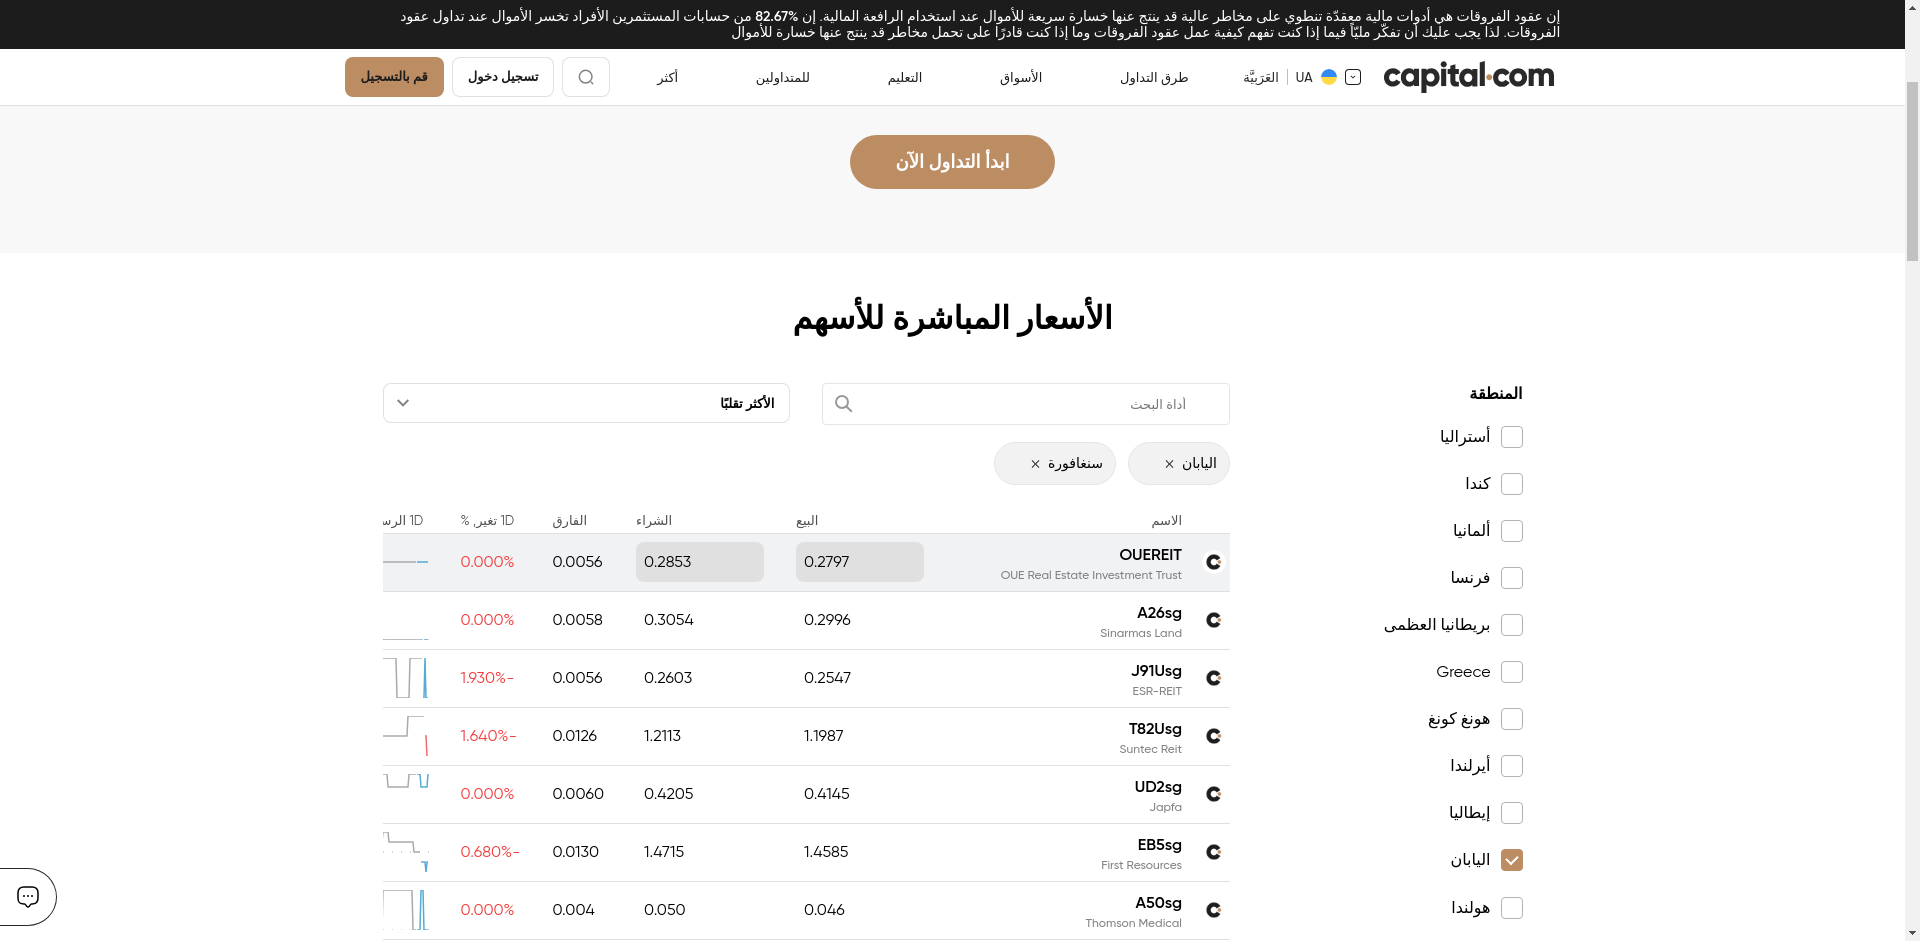 إن عقود الفروقات هي أدوات مالية معقدّة تنطوي على مخاطر عالية قد ينتج عنها خسارة سريعة للأموال عند استخدام الرافعة المالية. إن 82.67% من حسابات المستثمرين الأفراد تخسر الأموال عند تداول عقود
الفروقات. لذا يجب عليك أن تفكّر مليّاً فيما إذا كنت تفهم كيفية عمل عقود الفروقات وما إذا كنت قادرًا على تحمل مخاطر قد ينتج عنها خسارة للأموال
capital.com
UA | العَرَبِيَّة
طرق التداول
الأسواق
التعليم
للمتداولين
أكثر
تسجيل دخول
قم بالتسجيل
ابدأ التداول الآن
الأسعار المباشرة للأسهم
المنطقة
أستراليا
كندا
ألمانيا
فرنسا
بريطانيا العظمى
Greece
هونغ كونغ
أيرلندا
إيطاليا
اليابان
هولندا
أداة البحث
الأكثر تقلبًا
اليابان ×
سنغافورة ×
الاسم البيع الشراء الفارق 1D تغير, % 1D الرس
OUEREIT 0.2797 0.2853 0.0056 0.000%
OUE Real Estate Investment Trust
A26sg 0.2996 0.3054 0.0058 0.000%
Sinarmas Land
J91Usg 0.2547 0.2603 0.0056 1.930%-
ESR-REIT
T82Usg 1.1987 1.2113 0.0126 1.640%-
Suntec Reit
UD2sg 0.4145 0.4205 0.0060 0.000%
Japfa
EB5sg 1.4585 1.4715 0.0130 0.680%-
First Resources
A50sg 0.046 0.050 0.004 0.000%
Thomson Medical